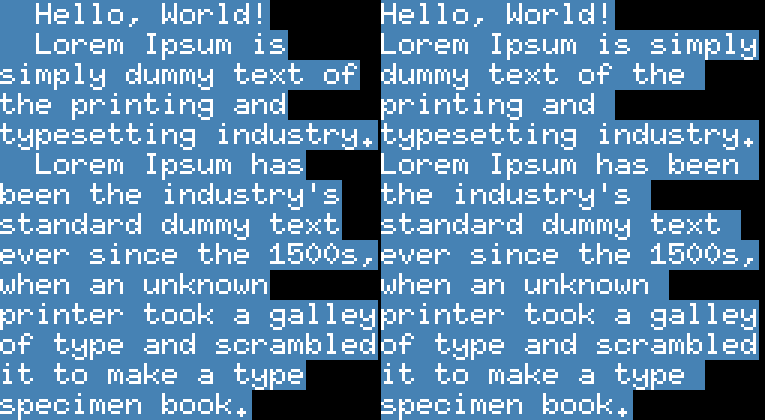 Hello, World!
Lorem Ipsum is
simply dummy text of
the printing and
typesetting industry.
Lorem Ipsum has
been the industry's
standard dummy text
ever since the 1500s,
when an unknown
printer took a galley
of type and scrambled
it to make a type
specimen book.
Hello, World!
Lorem Ipsum is simply
dummy text of the
printing and
typesetting industry.
Lorem Ipsum has been
the industry's
standard dummy text
ever since the 1500s,
when an unknown
printer took a galley
of type and scrambled
it to make a type
specimen book.